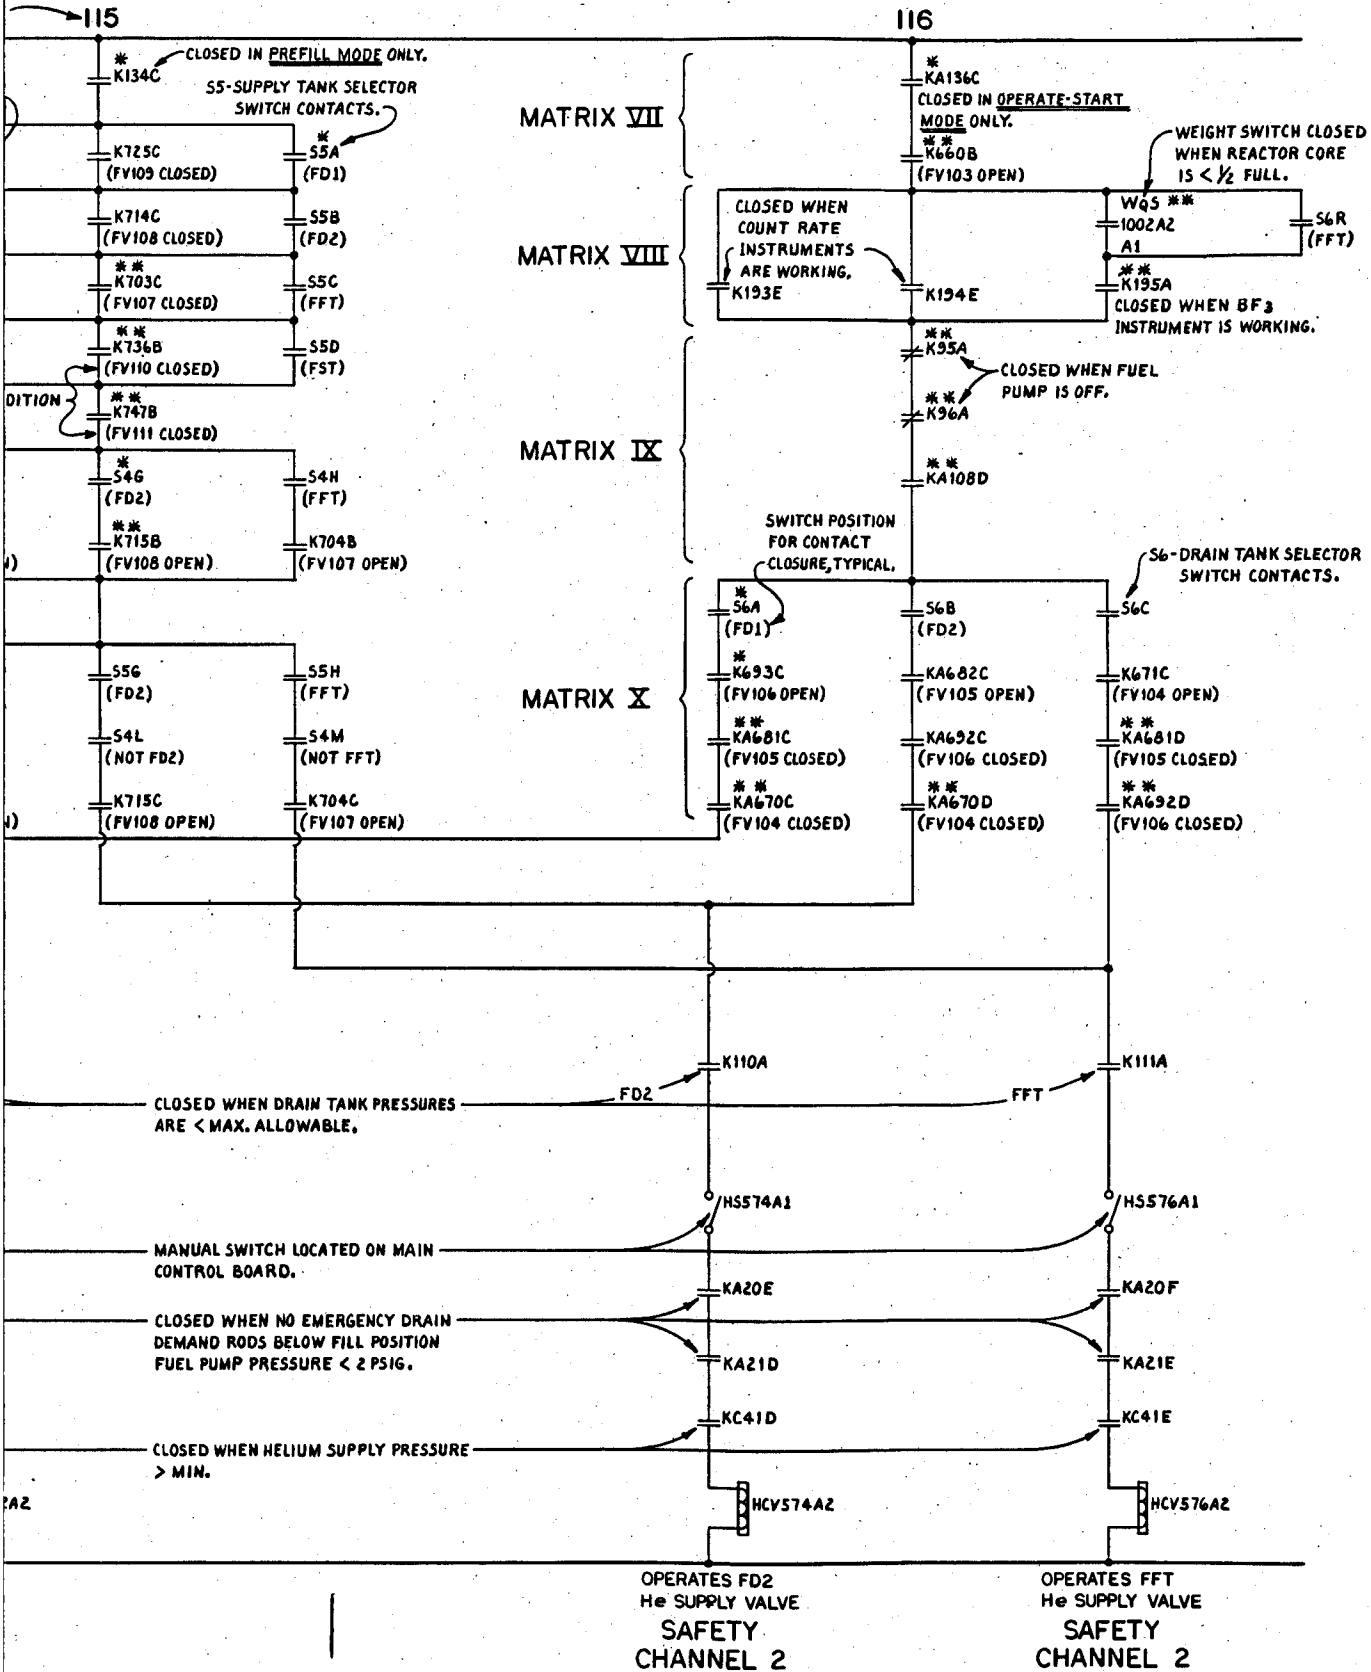 115
116
*
K134C
CLOSED IN PREFILL MODE ONLY.
S5-SUPPLY TANK SELECTOR
SWITCH CONTACTS.
K725C
(FV109 CLOSED)
*
S5A
(FD1)
K714C
(FV108 CLOSED)
S5B
(FD2)
**
K703C
(FV107 CLOSED)
S5C
(FFT)
**
K736B
(FV110 CLOSED)
S5D
(FST)
DITION
**
K747B
(FV111 CLOSED)
*
S4G
(FD2)
S4H
(FFT)
**
K715B
(FV108 OPEN)
K704B
(FV107 OPEN)
S5G
(FD2)
S5H
(FFT)
S4L
(NOT FD2)
S4M
(NOT FFT)
K715C
(FV108 OPEN)
K704C
(FV107 OPEN)
N)
N)
MATRIX VII
MATRIX VIII
MATRIX IX
MATRIX X
*
KA136C
CLOSED IN OPERATE-START
MODE ONLY.
**
K660B
(FV103 OPEN)
WEIGHT SWITCH CLOSED
WHEN REACTOR CORE
IS < 1/2 FULL.
CLOSED WHEN
COUNT RATE
INSTRUMENTS
ARE WORKING.
K193E
K194E
WQS **
1002A2
A1
S6R
(FFT)
**
K195A
CLOSED WHEN BF3
INSTRUMENT IS WORKING.
**
K95A
CLOSED WHEN FUEL
PUMP IS OFF.
**
K96A
**
KA108D
SWITCH POSITION
FOR CONTACT
CLOSURE, TYPICAL.
S6-DRAIN TANK SELECTOR
SWITCH CONTACTS.
*
S6A
(FD1)
S6B
(FD2)
S6C
*
K693C
(FV106 OPEN)
KA682C
(FV105 OPEN)
K671C
(FV104 OPEN)
**
KA681C
(FV105 CLOSED)
KA692C
(FV106 CLOSED)
**
KA681D
(FV105 CLOSED)
**
KA670C
(FV104 CLOSED)
**
KA670D
(FV104 CLOSED)
**
KA692D
(FV106 CLOSED)
K110A
K111A
FD2
FFT
CLOSED WHEN DRAIN TANK PRESSURES
ARE < MAX. ALLOWABLE.
HS574A1
HS576A1
MANUAL SWITCH LOCATED ON MAIN
CONTROL BOARD.
KA20E
KA20F
CLOSED WHEN NO EMERGENCY DRAIN
DEMAND RODS BELOW FILL POSITION
FUEL PUMP PRESSURE < 2 PSIG.
KA21D
KA21E
KC41D
KC41E
CLOSED WHEN HELIUM SUPPLY PRESSURE
> MIN.
2A2
HCV574A2
HCV576A2
OPERATES FD2
He SUPPLY VALVE
SAFETY
CHANNEL 2
OPERATES FFT
He SUPPLY VALVE
SAFETY
CHANNEL 2